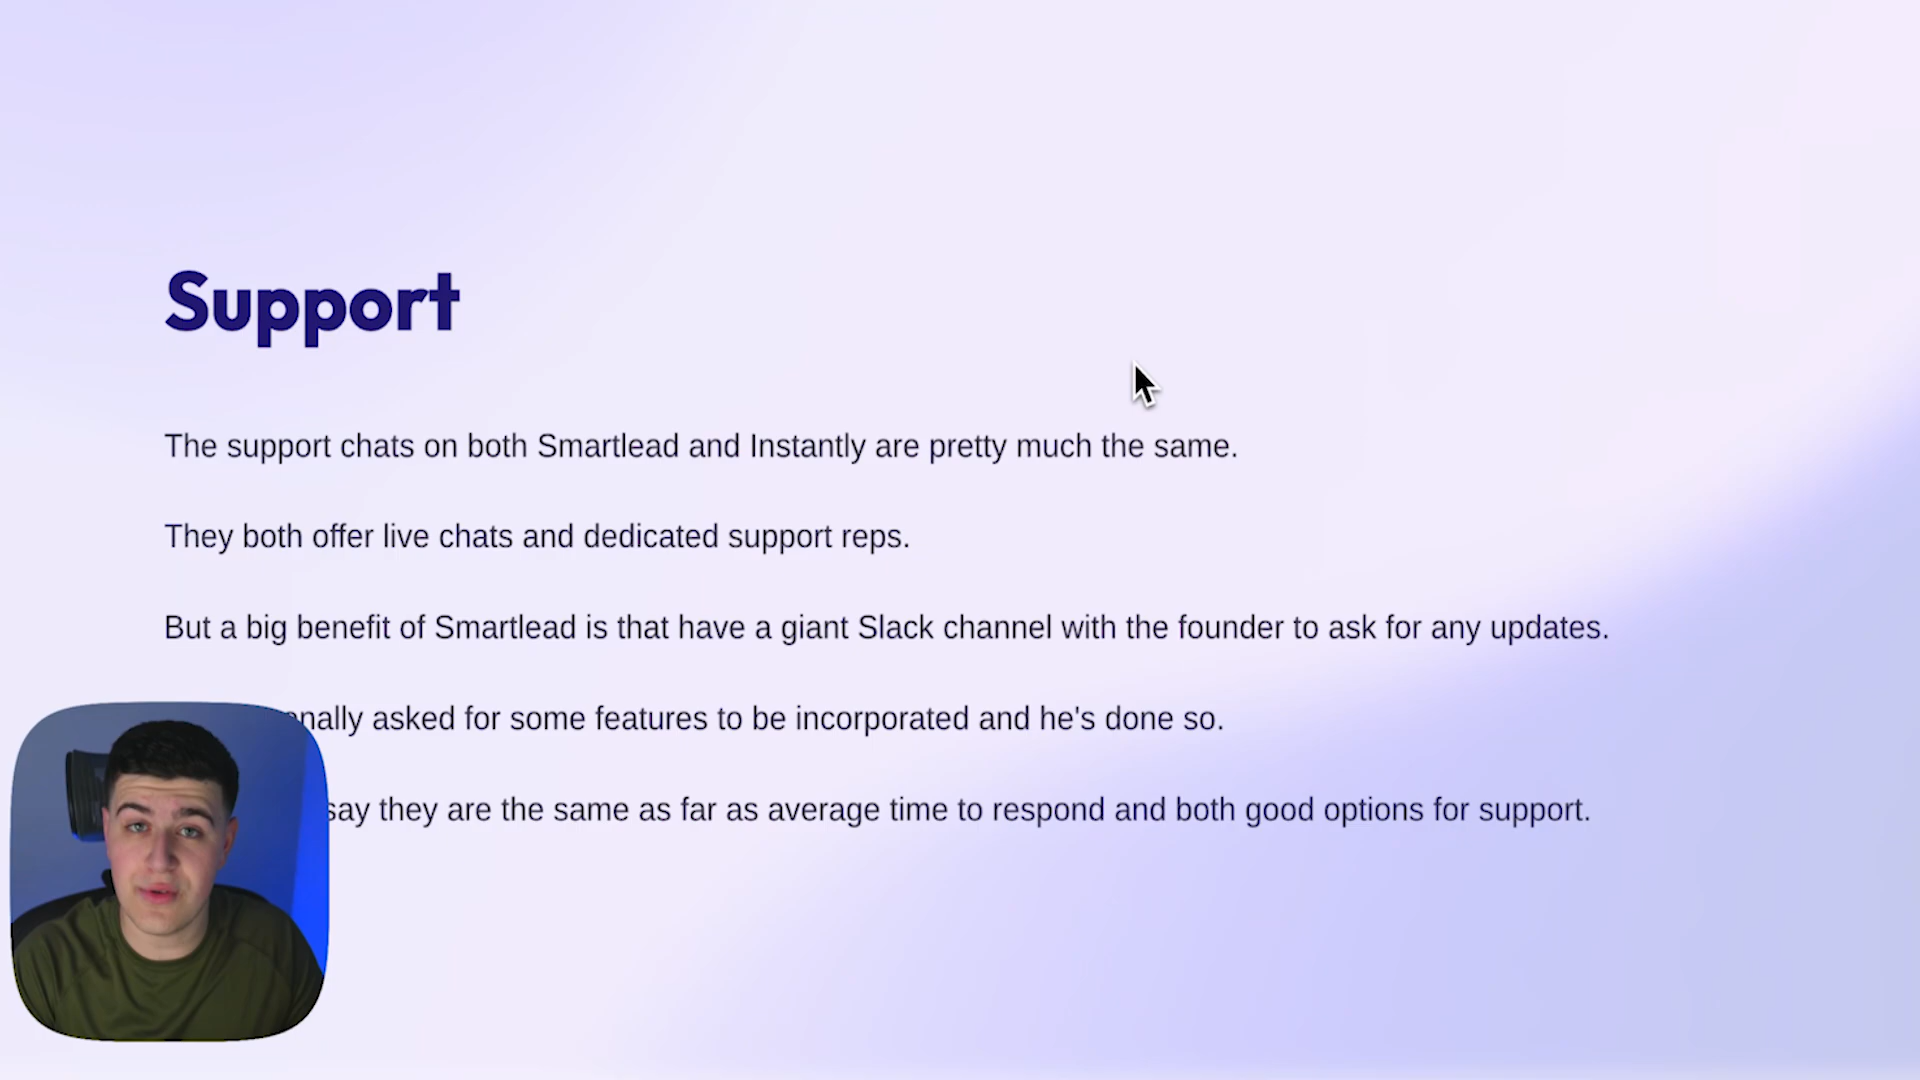 Support
The support chats on both Smartlead and Instantly are pretty much the same.
They both offer live chats and dedicated support reps.
But a big benefit of Smartlead is that have a giant Slack channel with the founder to ask for any updates.
asked for some features to be incorporated and he's done so.
say they are the same as far as average time to respond and both good options for support.